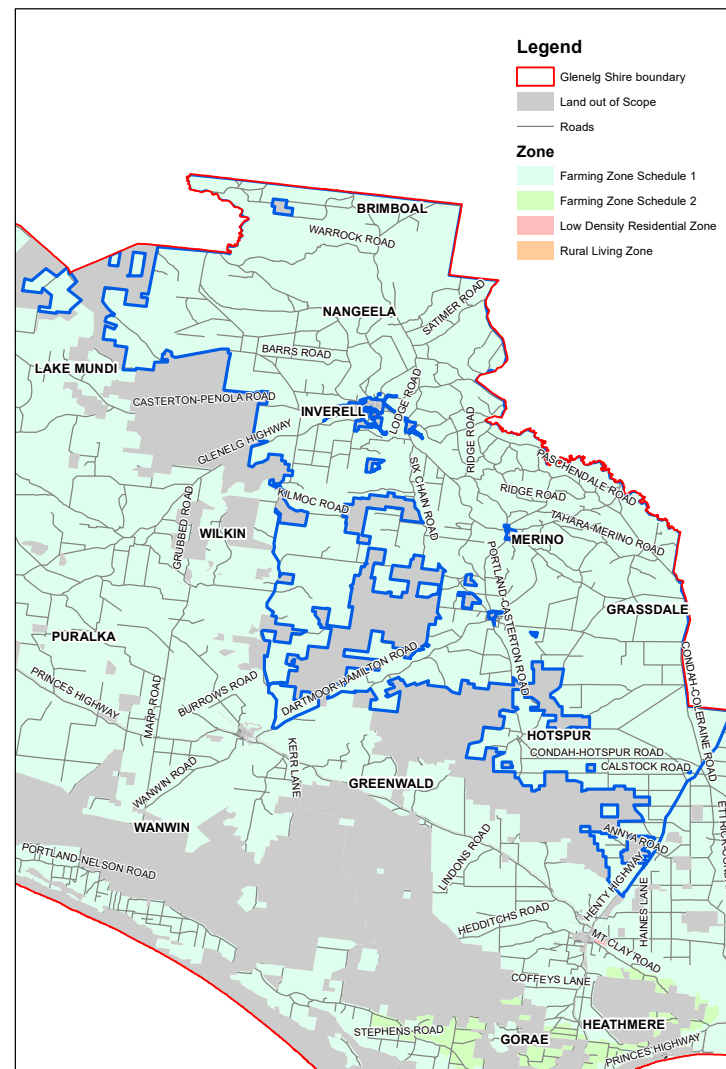 Legend
Glenelg Shire boundary
Land out of Scope
Roads
Zone
Farming Zone Schedule 1
Farming Zone Schedule 2
Low Density Residential Zone
Rural Living Zone
BRIMBOAL
WARROCK ROAD
NANGEELA
SATIMER ROAD
BARRS ROAD
LAKE MUNDI
CASTERTON-PENOLA ROAD
INVERELL
LODGE ROAD
GLENELG HIGHWAY
RIDGE ROAD
PASCHENDALE ROAD
SIX CHAIN ROAD
KILMOC ROAD
RIDGE ROAD
TAHARA-MERINO ROAD
GRUBBED ROAD
WILKIN
MERINO
PORTLAND-CASTERTON ROAD
GRASSDALE
PURALKA
PRINCES HIGHWAY
MARP ROAD
BURROWS ROAD
DARTMOOR-HAMILTON ROAD
CONDAH-COLERAINE ROAD
HOTSPUR
CONDAH-HOTSPUR ROAD
CALSTOCK ROAD
KERR LANE
WANWIN ROAD
GREENWALD
WANWIN
LINDONS ROAD
ANNYA ROAD
PORTLAND-NELSON ROAD
HENTY HIGHWAY
HAINES LANE
HEDDITCHS ROAD
MT CLAY ROAD
COFFEYS LANE
STEPHENS ROAD
GORAE
HEATHMERE
PRINCES HIGHWAY